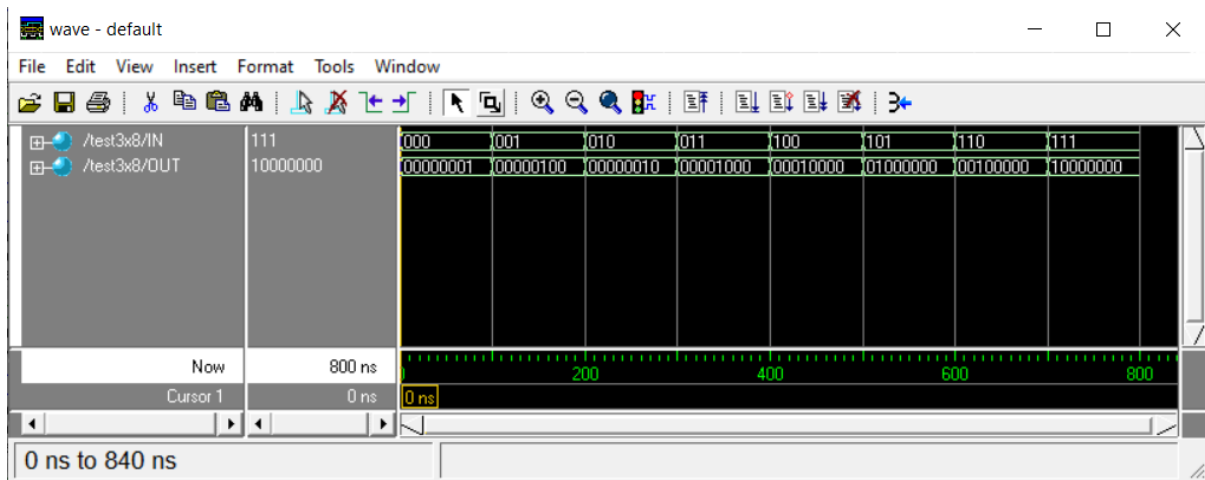 wave - default
File Edit View Insert Format Tools Window
/test3x8/IN 111 000 001 010 011 100 101 110 111
/test3x8/OUT 10000000 00000001 00000100 00000010 00001000 00010000 01000000 00100000 10000000
Now 800 ns 200 400 600 800
Cursor 1 0 ns 0 ns
0 ns to 840 ns